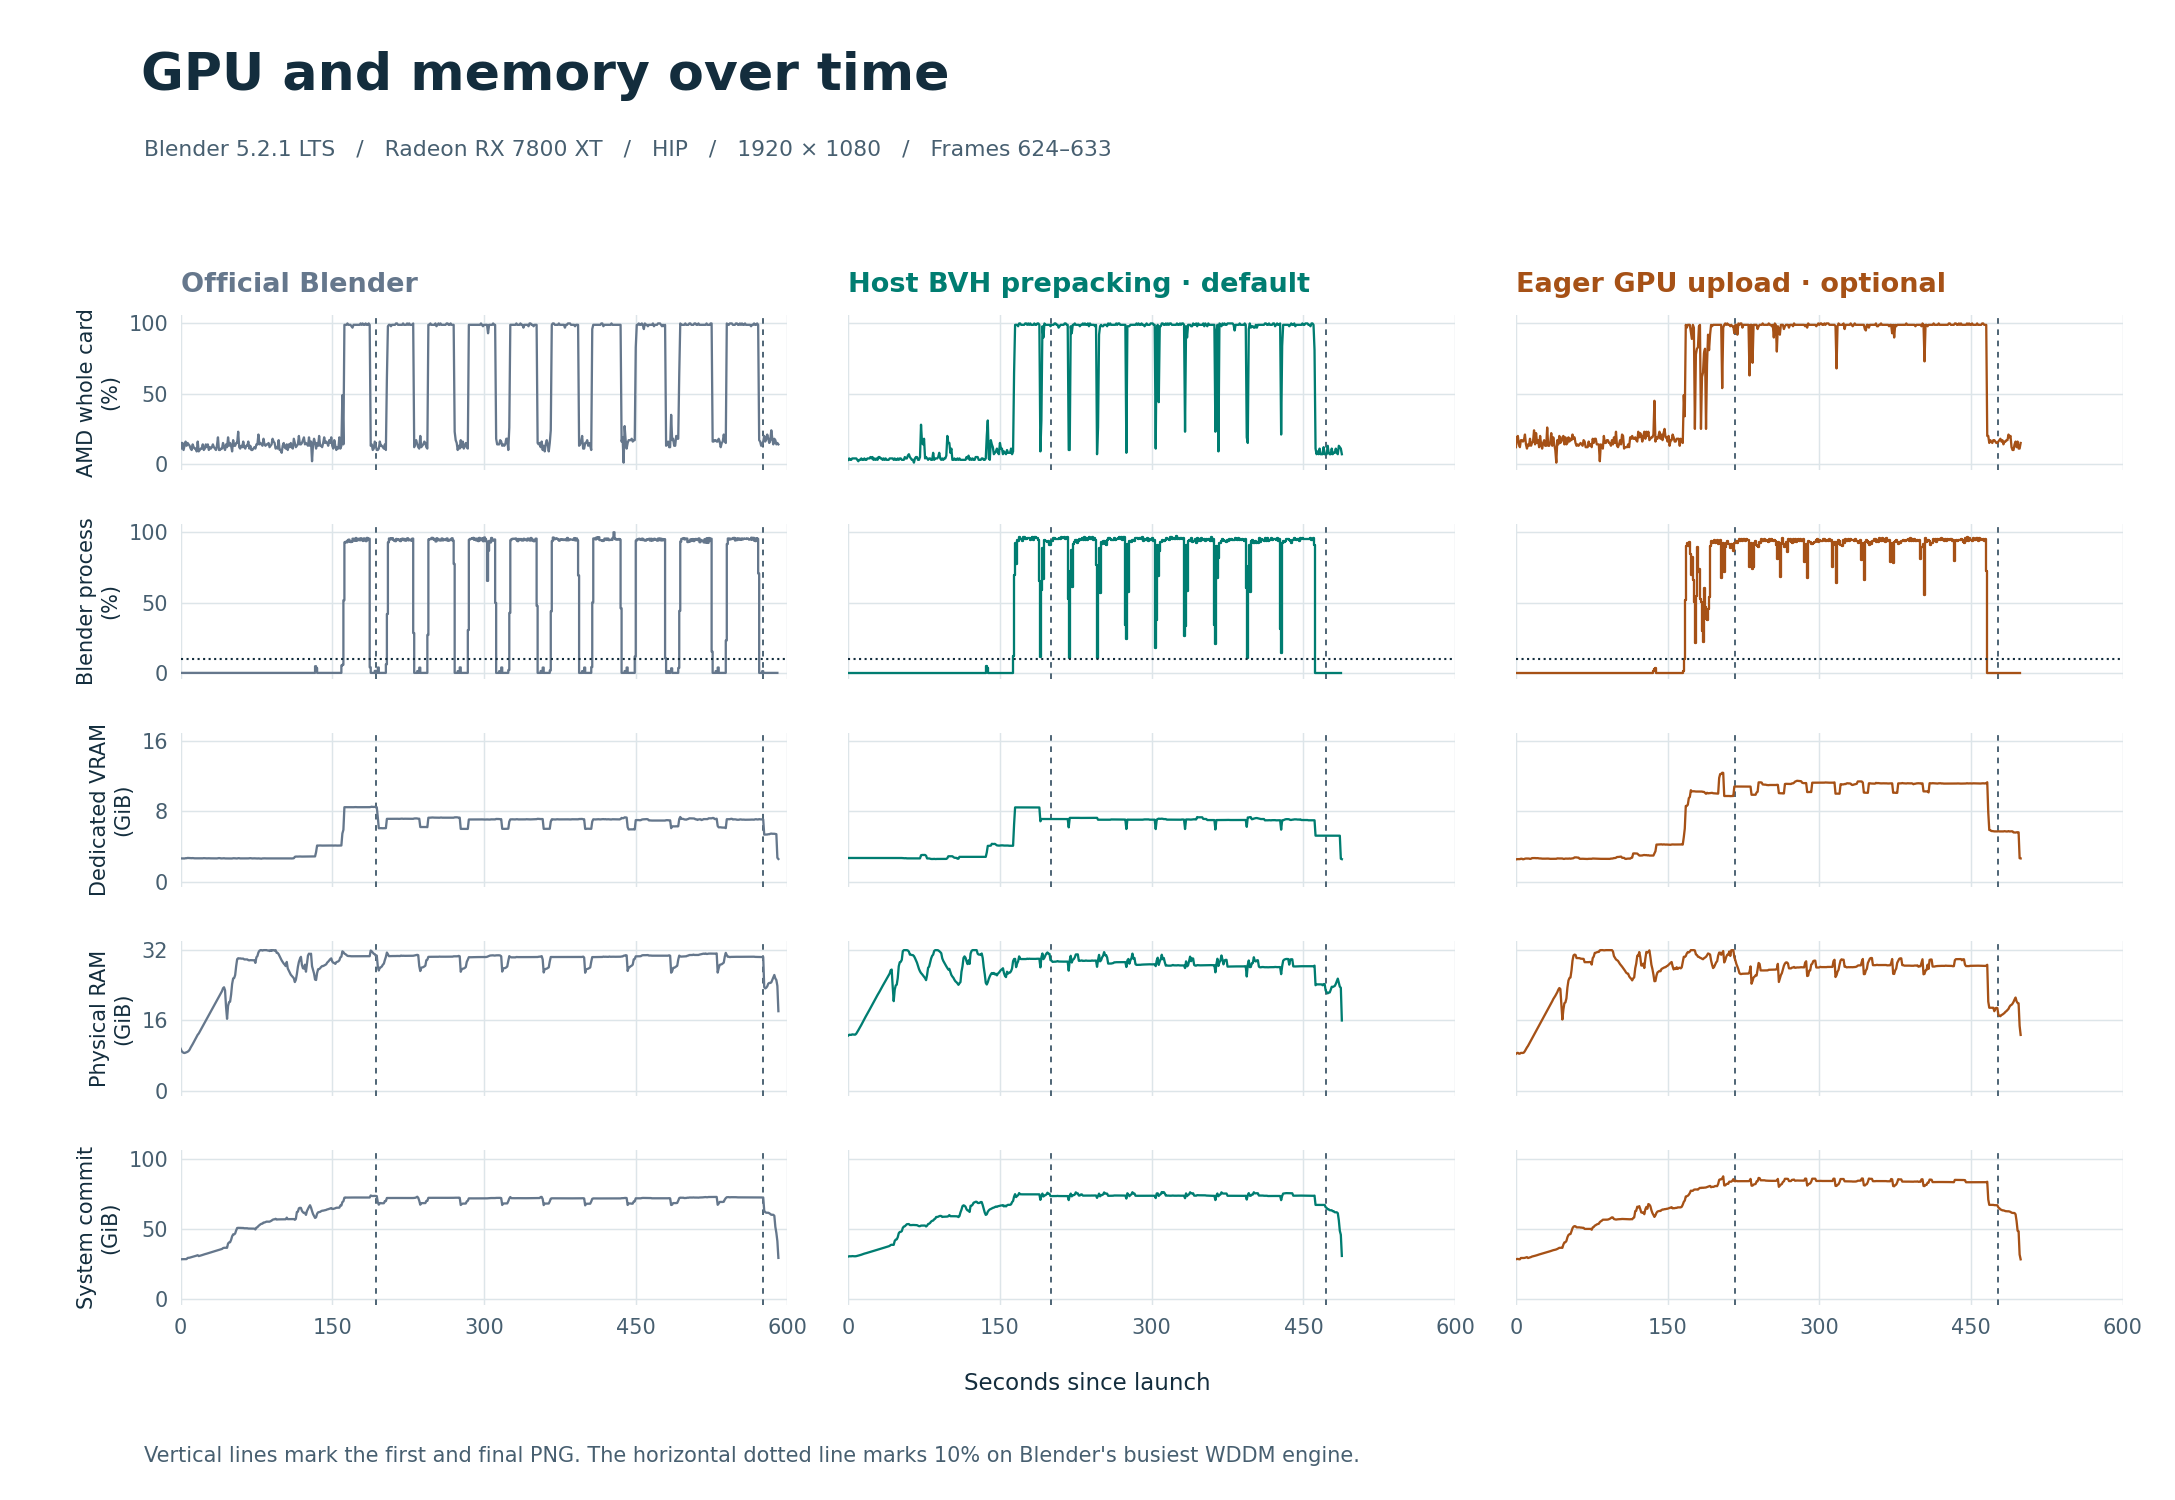 GPU and memory over time
Blender 5.2.1 LTS / Radeon RX 7800 XT / HIP / 1920 × 1080 / Frames 624–633
Official Blender
Host BVH prepacking · default
Eager GPU upload · optional
AMD whole card
(%)
100
50
0
Blender process
(%)
100
50
0
Dedicated VRAM
(GiB)
16
8
0
Physical RAM
(GiB)
32
16
0
System commit
(GiB)
100
50
0
0 150 300 450 600
0 150 300 450 600
0 150 300 450 600
Seconds since launch
Vertical lines mark the first and final PNG. The horizontal dotted line marks 10% on Blender's busiest WDDM engine.